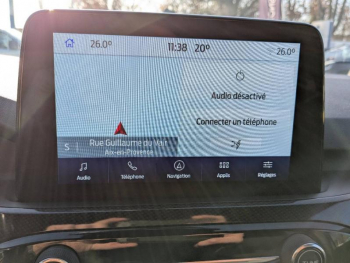 26.0° 11:38 20° 26.0°
Audio désactivé
Connecter un téléphone
S Rue Guillaume du Vair
Aix-en-Provence
Audio Téléphone Navigation Applis Réglages